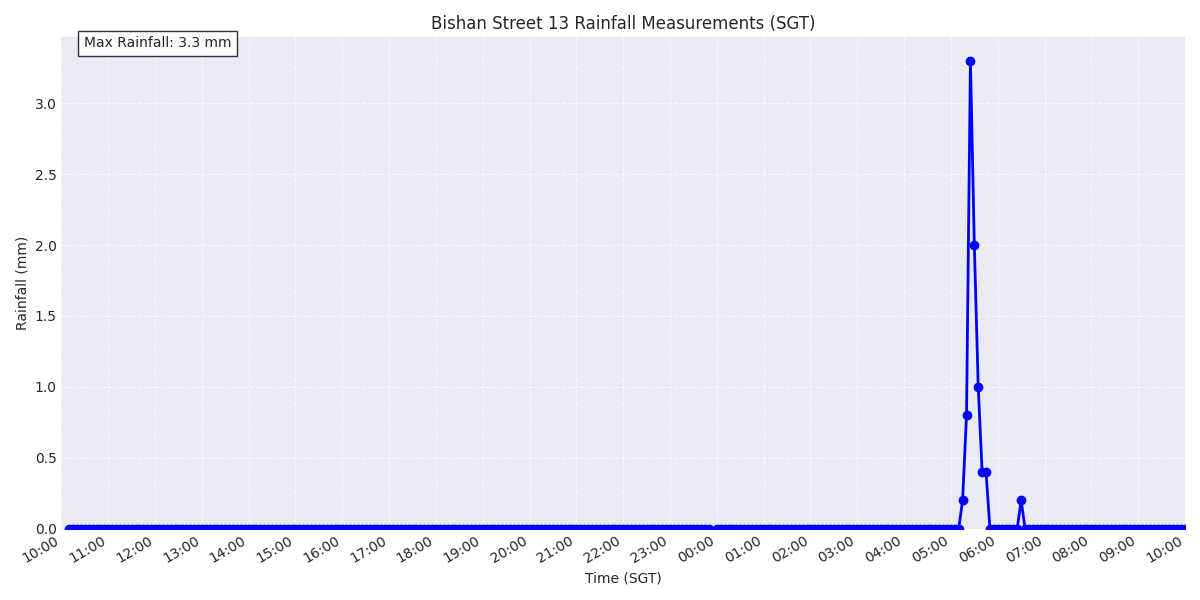 Bishan Street 13 Rainfall Measurements (SGT)
Max Rainfall: 3.3 mm
Rainfall (mm)
3.0
2.5
2.0
1.5
1.0
0.5
0.0
10:00 11:00 12:00 13:00 14:00 15:00 16:00 17:00 18:00 19:00 20:00 21:00 22:00 23:00 00:00 01:00 02:00 03:00 04:00 05:00 06:00 07:00 08:00 09:00 10:00
Time (SGT)